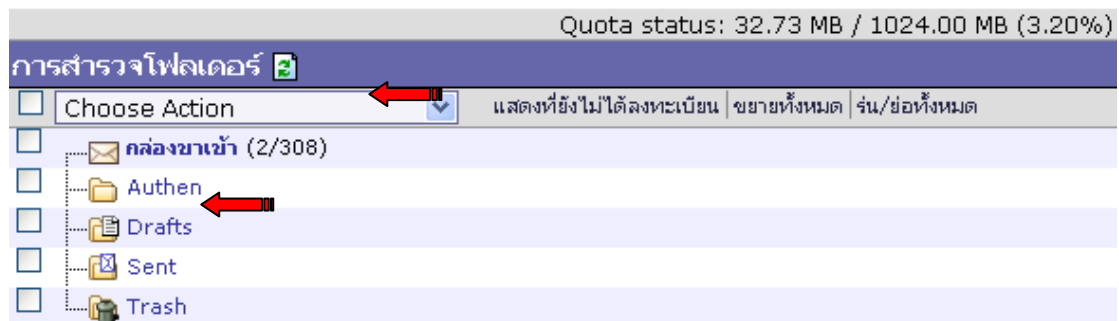 Quota status: 32.73 MB / 1024.00 MB (3.20%)
การสำรวจโฟลเดอร์
Choose Action แสดงที่ยังไม่ได้ลงทะเบียน |ขยายทั้งหมด |ร่น/ย่อทั้งหมด
กล่องขาเข้า (2/308)
Authen
Drafts
Sent
Trash